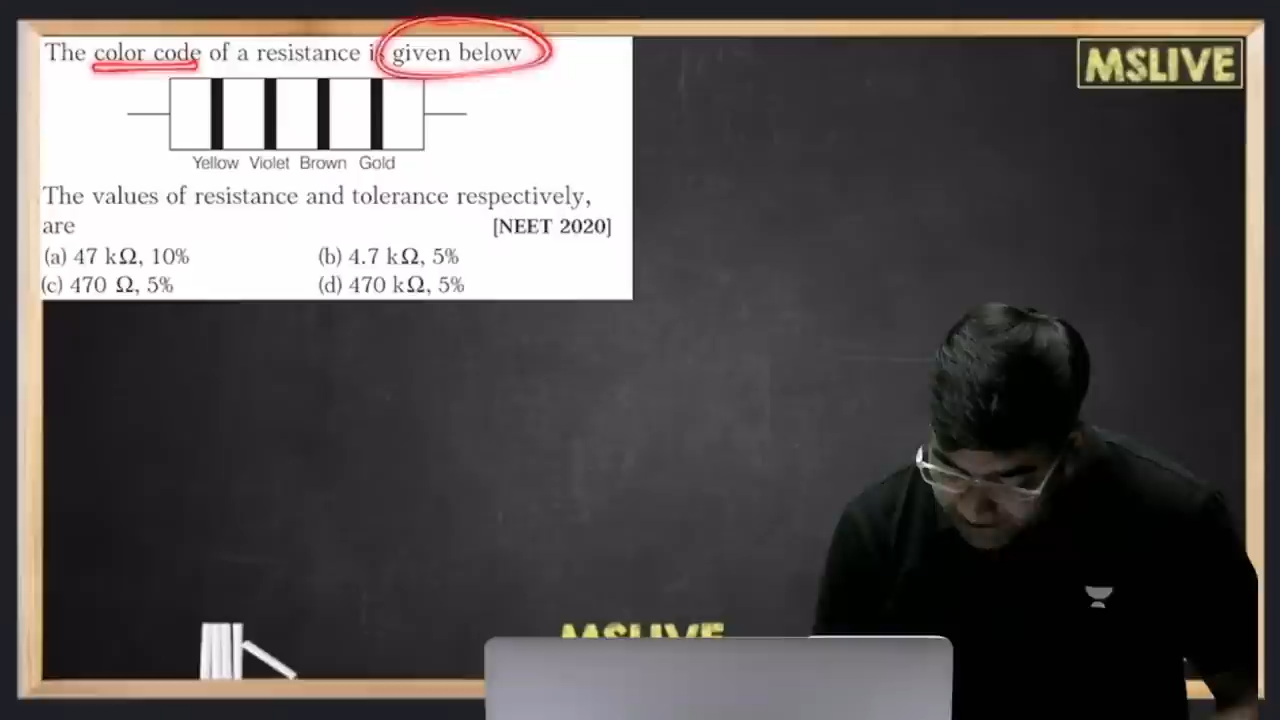 The color code of a resistance is given below
MSLIVE
Yellow Violet Brown Gold
The values of resistance and tolerance respectively,
are [NEET 2020]
(a) 47 kΩ, 10% (b) 4.7 kΩ, 5%
(c) 470 Ω, 5% (d) 470 kΩ, 5%
MSLIVE